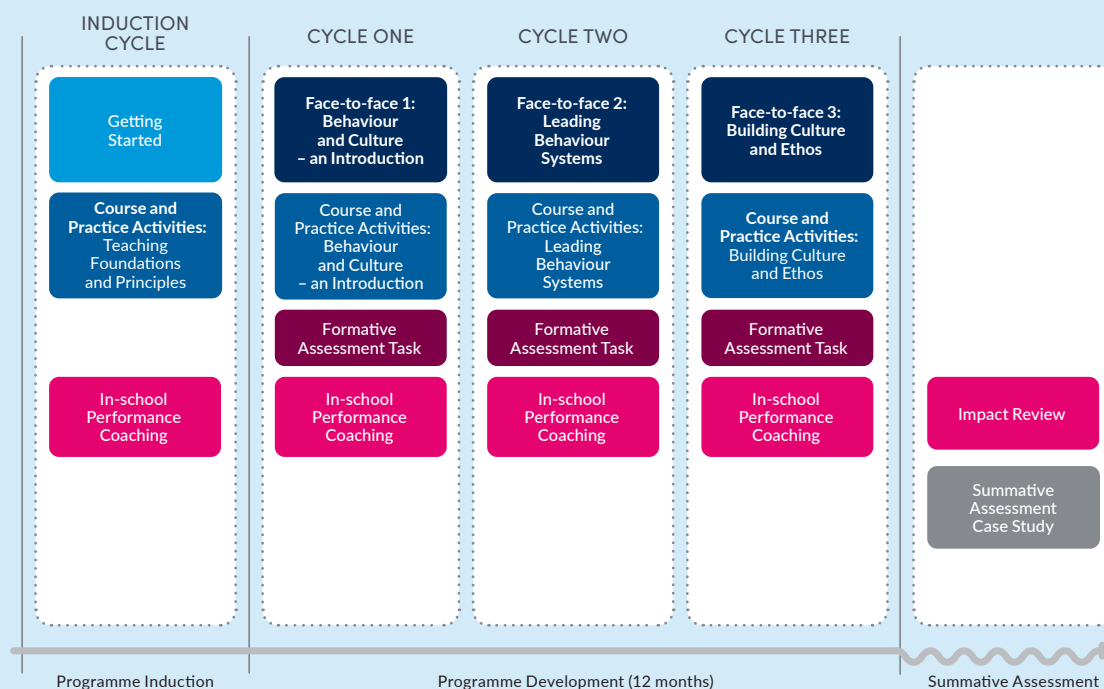 INDUCTION
CYCLE
CYCLE ONE
CYCLE TWO
CYCLE THREE
Getting
Started
Course and
Practice Activities:
Teaching
Foundations
and Principles
In-school
Performance
Coaching
Face-to-face 1:
Behaviour
and Culture
– an Introduction
Course and
Practice Activities:
Behaviour
and Culture
– an Introduction
Formative
Assessment Task
In-school
Performance
Coaching
Face-to-face 2:
Leading
Behaviour
Systems
Course and
Practice Activities:
Leading
Behaviour
Systems
Formative
Assessment Task
In-school
Performance
Coaching
Face-to-face 3:
Building Culture
and Ethos
Course and
Practice Activities:
Building Culture
and Ethos
Formative
Assessment Task
In-school
Performance
Coaching
Impact Review
Summative
Assessment
Case Study
Programme Induction
Programme Development (12 months)
Summative Assessment